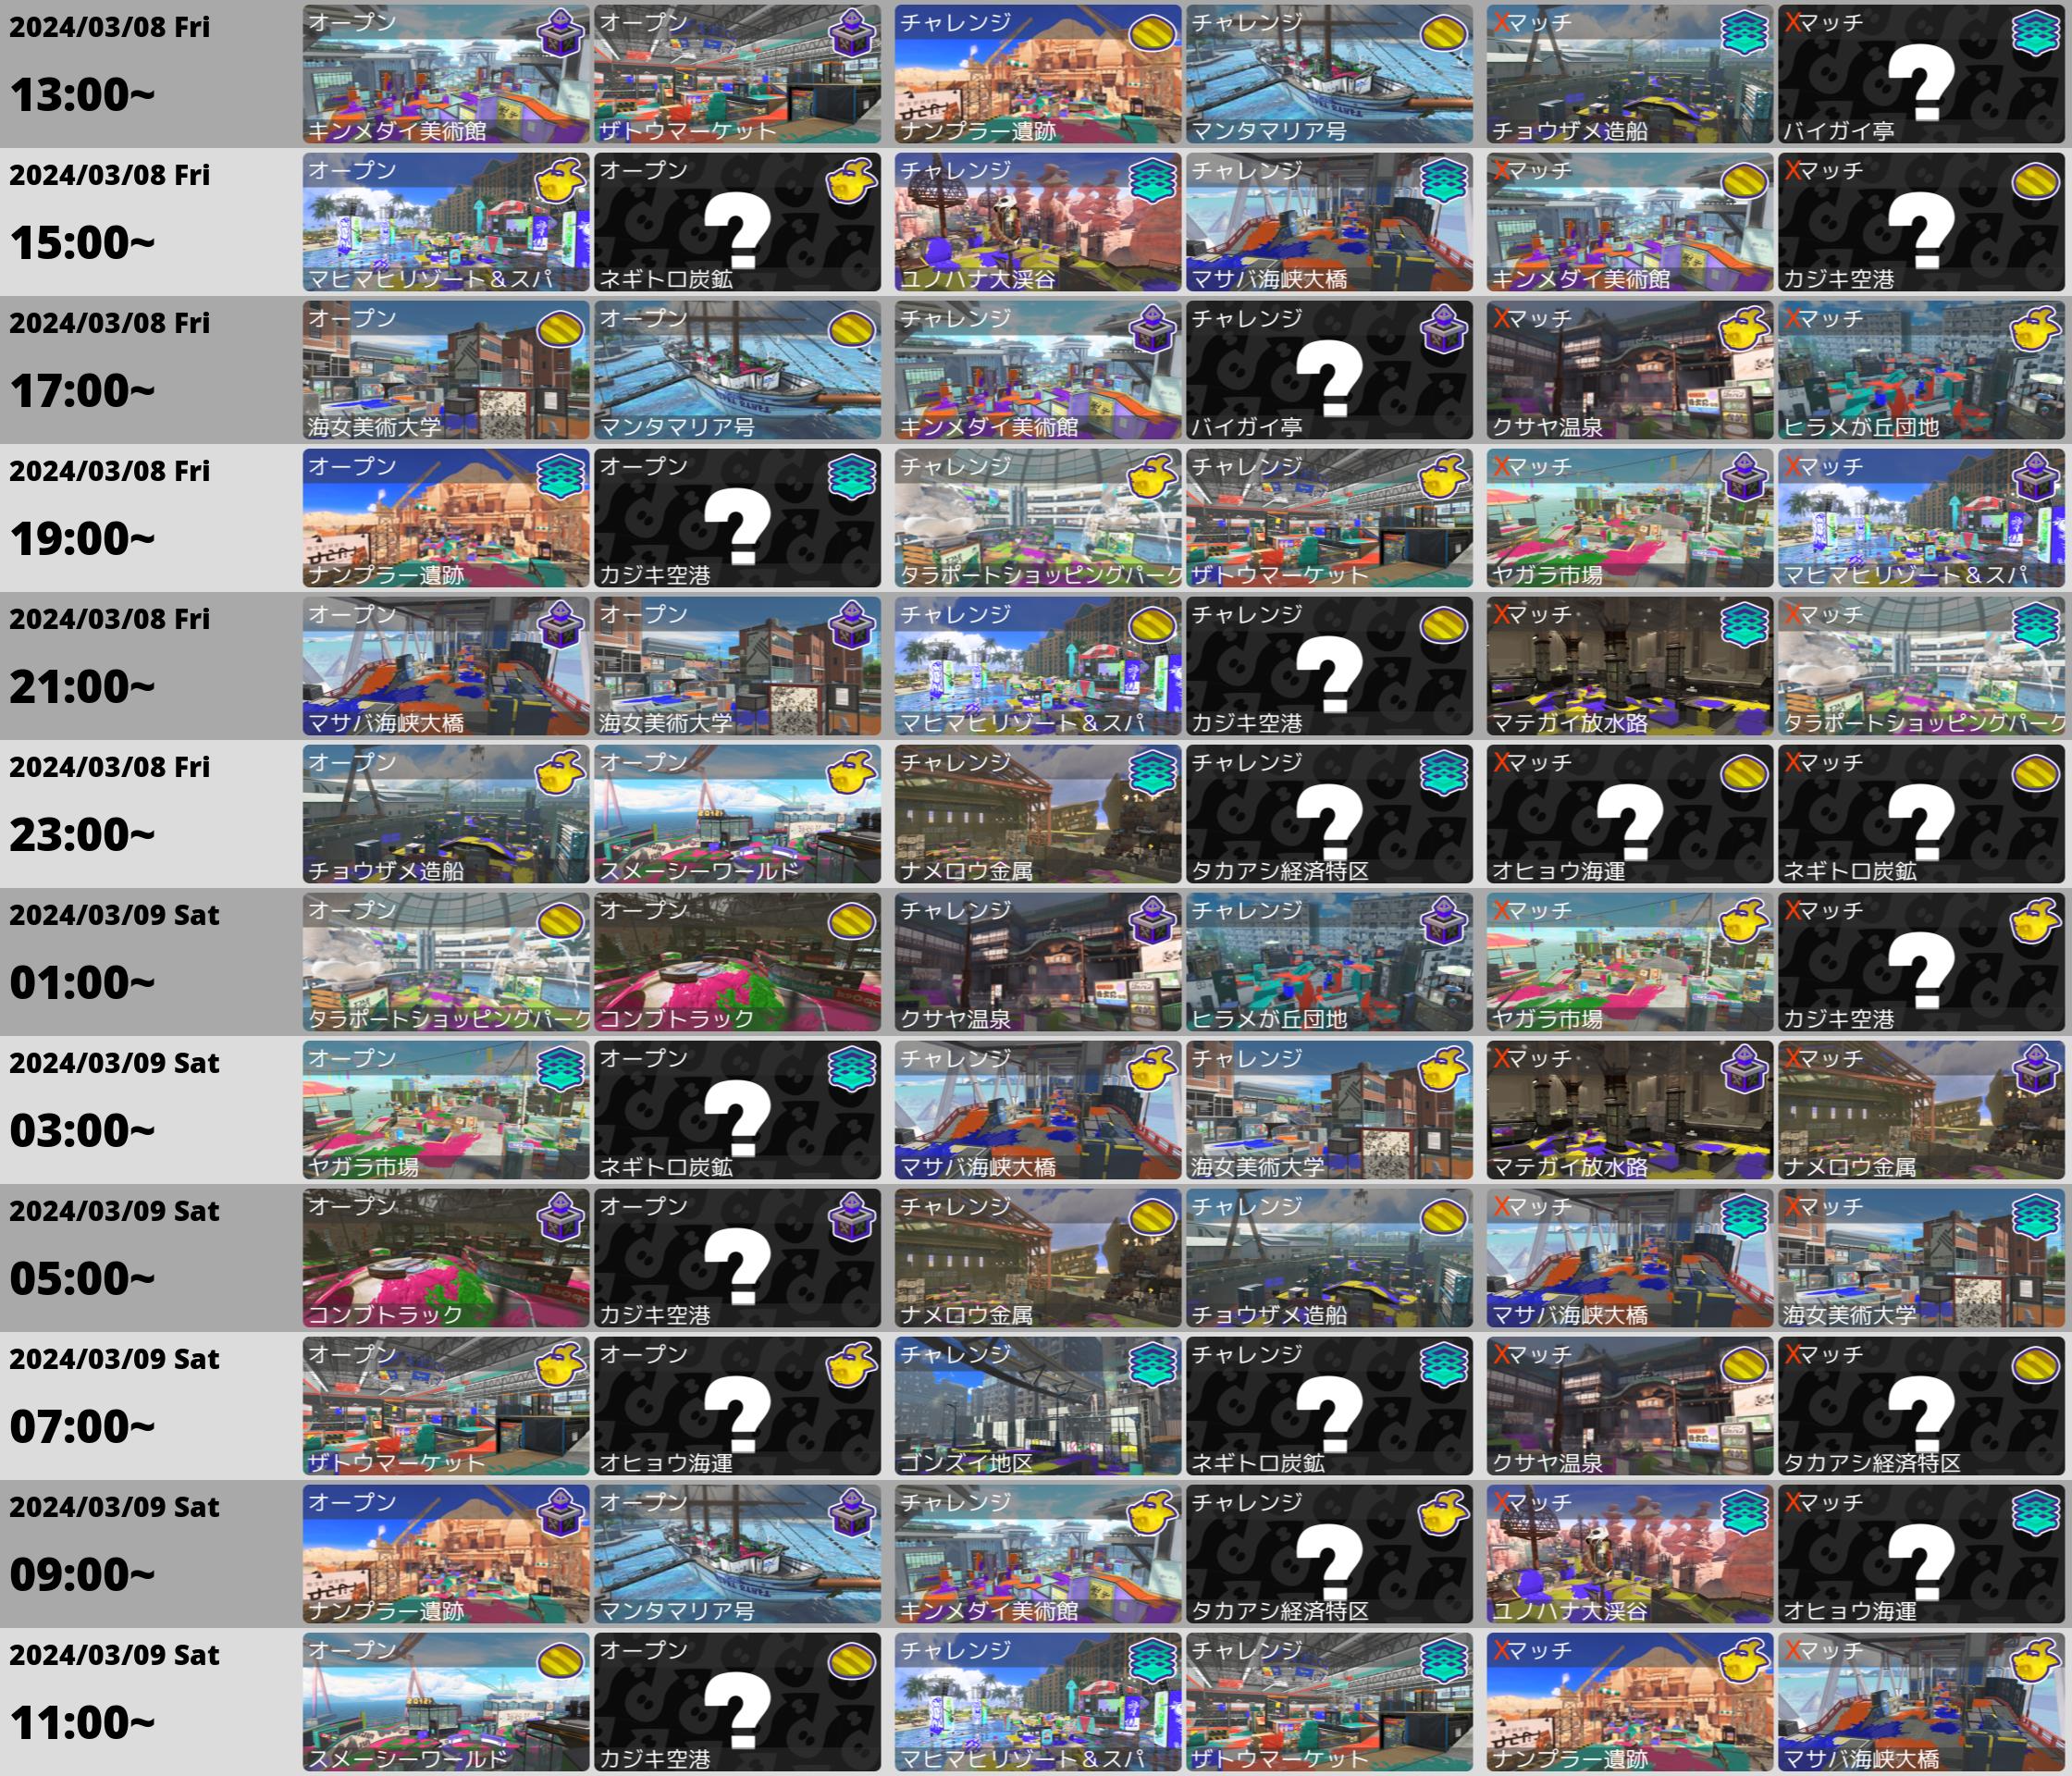 2024/03/08 Fri
13:00~
オープン
キンメダイ美術館
オープン
ザトウマーケット
チャレンジ
ナンプラー遺跡
チャレンジ
マンタマリア号
Xマッチ
チョウザメ造船
Xマッチ
?
バイガイ亭
2024/03/08 Fri
15:00~
オープン
マヒマヒリゾート＆スパ
オープン
?
ネギトロ炭鉱
チャレンジ
ユノハナ大渓谷
チャレンジ
マサバ海峡大橋
Xマッチ
キンメダイ美術館
Xマッチ
?
カジキ空港
2024/03/08 Fri
17:00~
オープン
海女美術大学
オープン
マンタマリア号
チャレンジ
キンメダイ美術館
チャレンジ
?
バイガイ亭
Xマッチ
クサヤ温泉
Xマッチ
ヒラメが丘団地
2024/03/08 Fri
19:00~
オープン
ナンプラー遺跡
オープン
?
カジキ空港
チャレンジ
タラポートショッピングパーク
チャレンジ
ザトウマーケット
Xマッチ
ヤガラ市場
Xマッチ
マヒマヒリゾート＆スパ
2024/03/08 Fri
21:00~
オープン
マサバ海峡大橋
オープン
海女美術大学
チャレンジ
マヒマヒリゾート＆スパ
チャレンジ
?
カジキ空港
Xマッチ
マテガイ放水路
Xマッチ
タラポートショッピングパーク
2024/03/08 Fri
23:00~
オープン
チョウザメ造船
オープン
スメーシーワールド
チャレンジ
ナメロウ金属
チャレンジ
?
タカアシ経済特区
Xマッチ
?
オヒョウ海運
Xマッチ
?
ネギトロ炭鉱
2024/03/09 Sat
01:00~
オープン
タラポートショッピングパーク
オープン
コンブトラック
チャレンジ
クサヤ温泉
チャレンジ
ヒラメが丘団地
Xマッチ
ヤガラ市場
Xマッチ
?
カジキ空港
2024/03/09 Sat
03:00~
オープン
ヤガラ市場
オープン
?
ネギトロ炭鉱
チャレンジ
マサバ海峡大橋
チャレンジ
海女美術大学
Xマッチ
マテガイ放水路
Xマッチ
ナメロウ金属
2024/03/09 Sat
05:00~
オープン
コンブトラック
オープン
?
カジキ空港
チャレンジ
ナメロウ金属
チャレンジ
チョウザメ造船
Xマッチ
マサバ海峡大橋
Xマッチ
海女美術大学
2024/03/09 Sat
07:00~
オープン
ザトウマーケット
オープン
?
オヒョウ海運
チャレンジ
ゴンズイ地区
チャレンジ
?
ネギトロ炭鉱
Xマッチ
クサヤ温泉
Xマッチ
?
タカアシ経済特区
2024/03/09 Sat
09:00~
オープン
ナンプラー遺跡
オープン
マンタマリア号
チャレンジ
キンメダイ美術館
チャレンジ
?
タカアシ経済特区
Xマッチ
ユノハナ大渓谷
Xマッチ
?
オヒョウ海運
2024/03/09 Sat
11:00~
オープン
スメーシーワールド
オープン
?
カジキ空港
チャレンジ
マヒマヒリゾート＆スパ
チャレンジ
ザトウマーケット
Xマッチ
ナンプラー遺跡
Xマッチ
マサバ海峡大橋